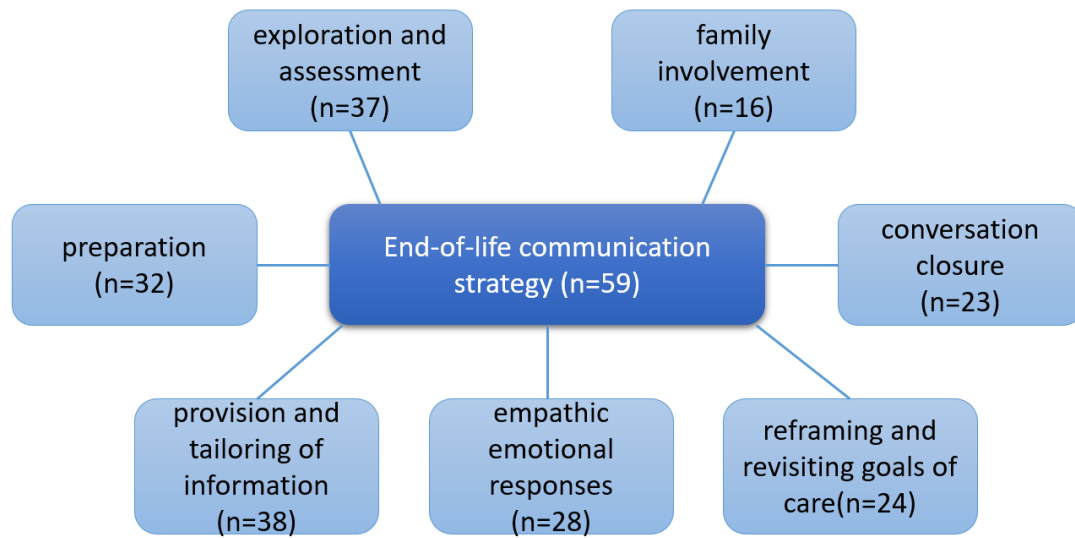 exploration and
assessment
(n=37)
family
involvement
(n=16)
preparation
(n=32)
End-of-life communication
strategy (n=59)
conversation
closure
(n=23)
provision and
tailoring of
information
(n=38)
empathic
emotional
responses
(n=28)
reframing and
revisiting goals of
care(n=24)